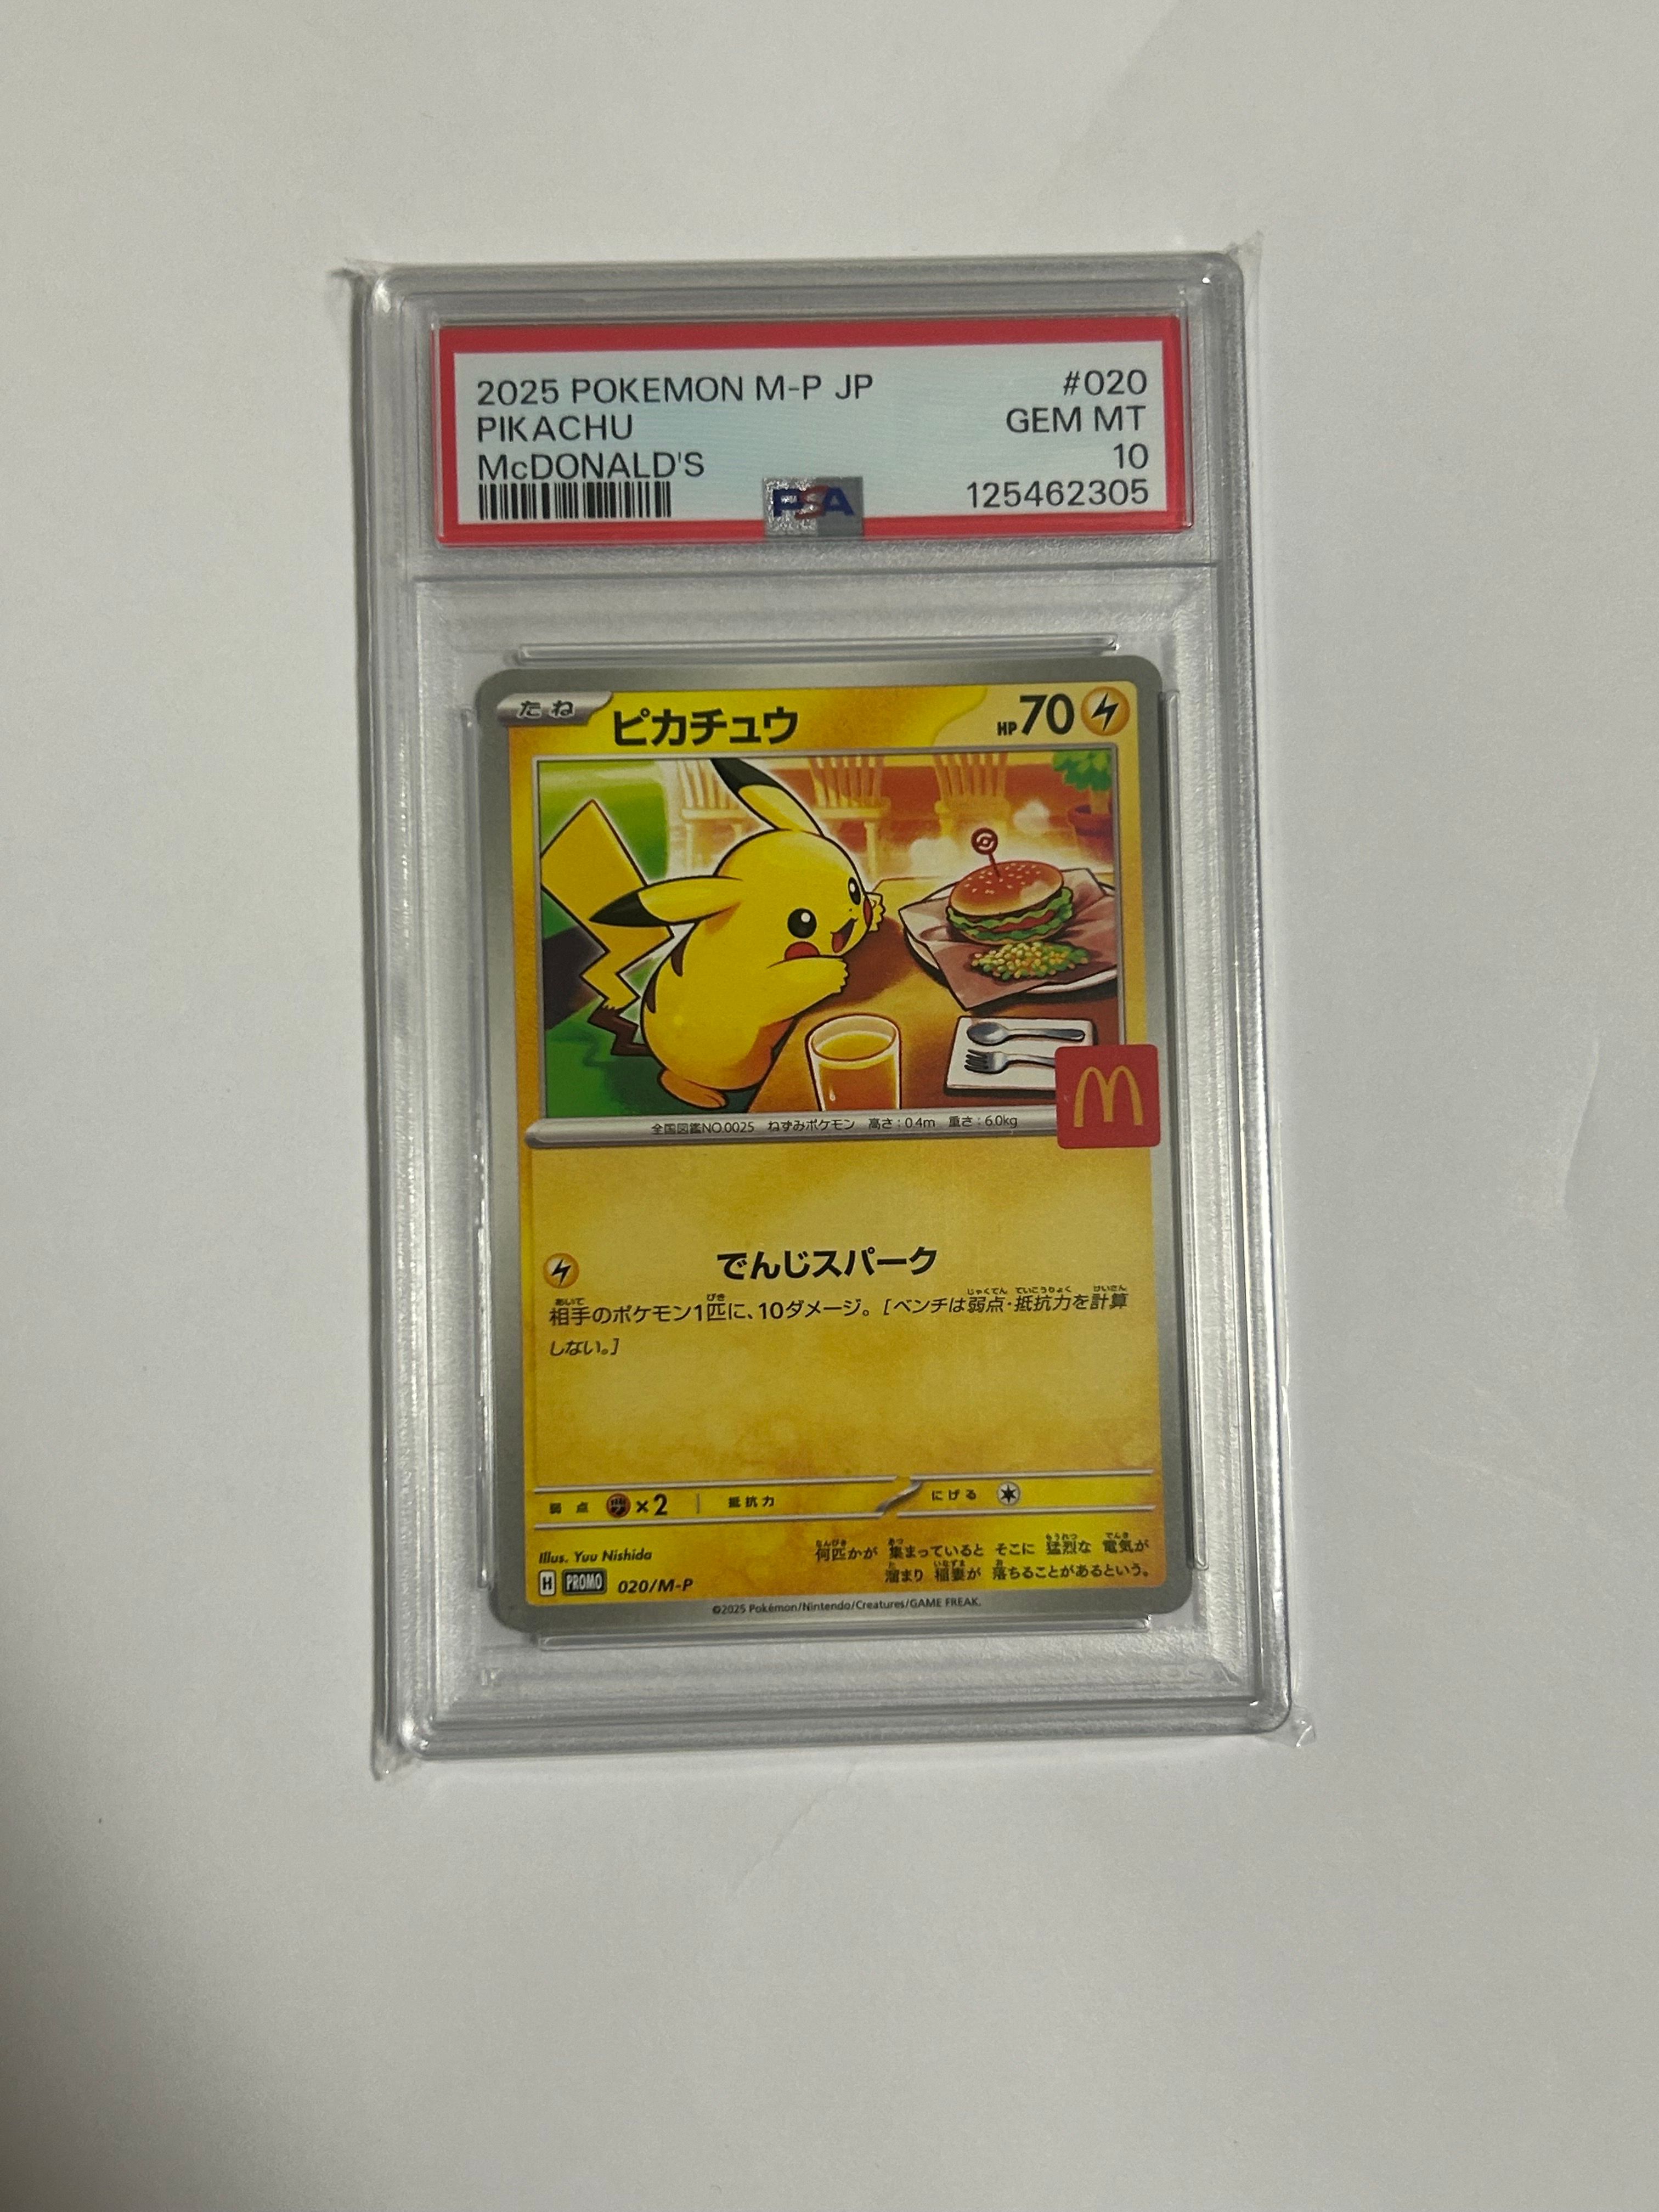 2025 POKEMON M-P JP #020
PIKACHU GEM MT
McDONALD'S 10
PSA 125462305
たね ピカチュウ HP70
全国図鑑NO.0025 ねずみポケモン 高さ：0.4m 重さ：6.0kg
でんじスパーク
相手のポケモン1匹に、10ダメージ。［ベンチは弱点・抵抗力を計算
しない。］
弱点 ×2 抵抗力 にげる
Illus. Yuu Nishida
何匹かが 集まっていると そこに 猛烈な 電気が
溜まり 稲妻が 落ちることがあるという。
H PROMO 020/M-P
©2025 Pokémon/Nintendo/Creatures/GAME FREAK.